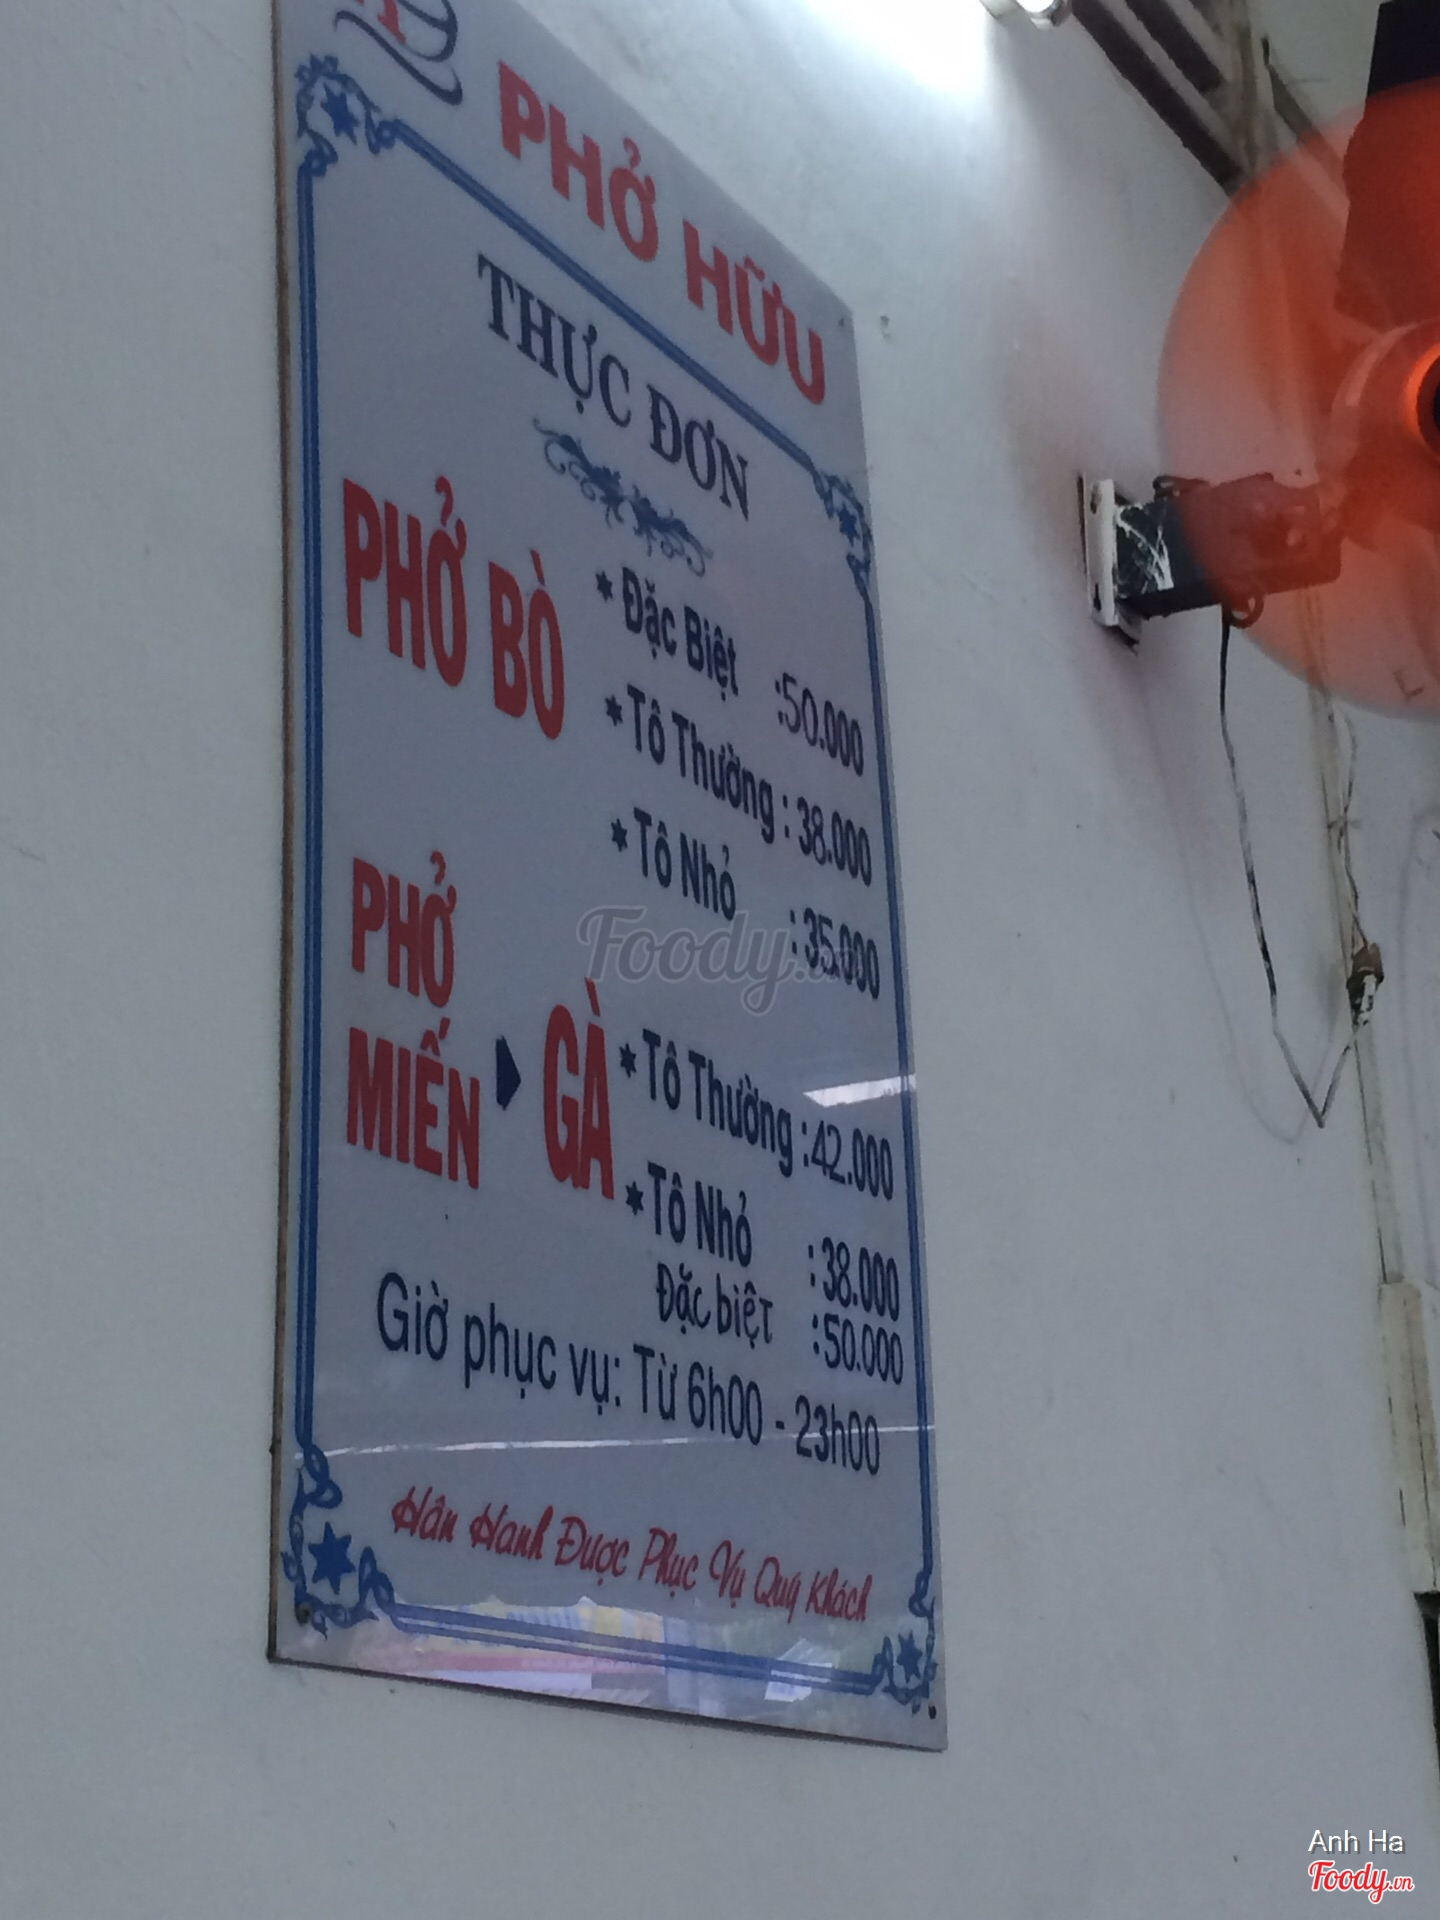 PHỞ HỮU
THỰC ĐƠN
PHỞ BÒ
* Đặc Biệt :50.000
* Tô Thường : 38.000
* Tô Nhỏ : 35.000
PHỞ
MIẾN
GÀ
* Tô Thường :42.000
* Tô Nhỏ : 38.000
Đặc biệt :50.000
Giờ phục vụ: Từ 6h00 - 23h00
Hân Hạnh Được Phục Vụ Quý Khách
Foody.vn
Anh Ha
Foody.vn